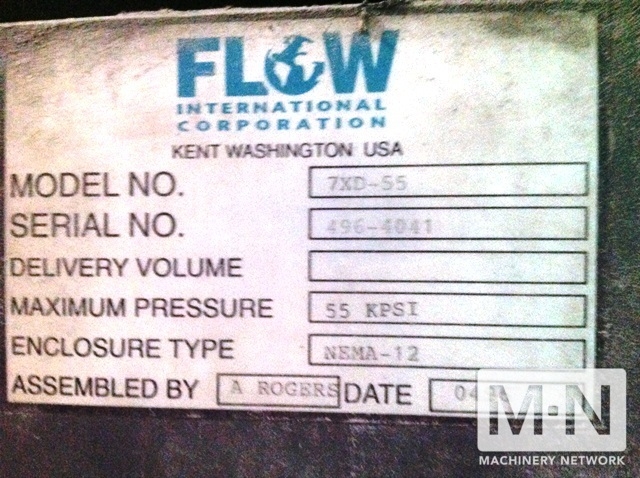 FLOW
INTERNATIONAL
CORPORATION
KENT WASHINGTON USA
MODEL NO. 7XD-55
SERIAL NO. 496-4041
DELIVERY VOLUME
MAXIMUM PRESSURE 55 KPSI
ENCLOSURE TYPE NEMA-12
ASSEMBLED BY A ROGERS DATE
M·N
MACHINERY NETWORK